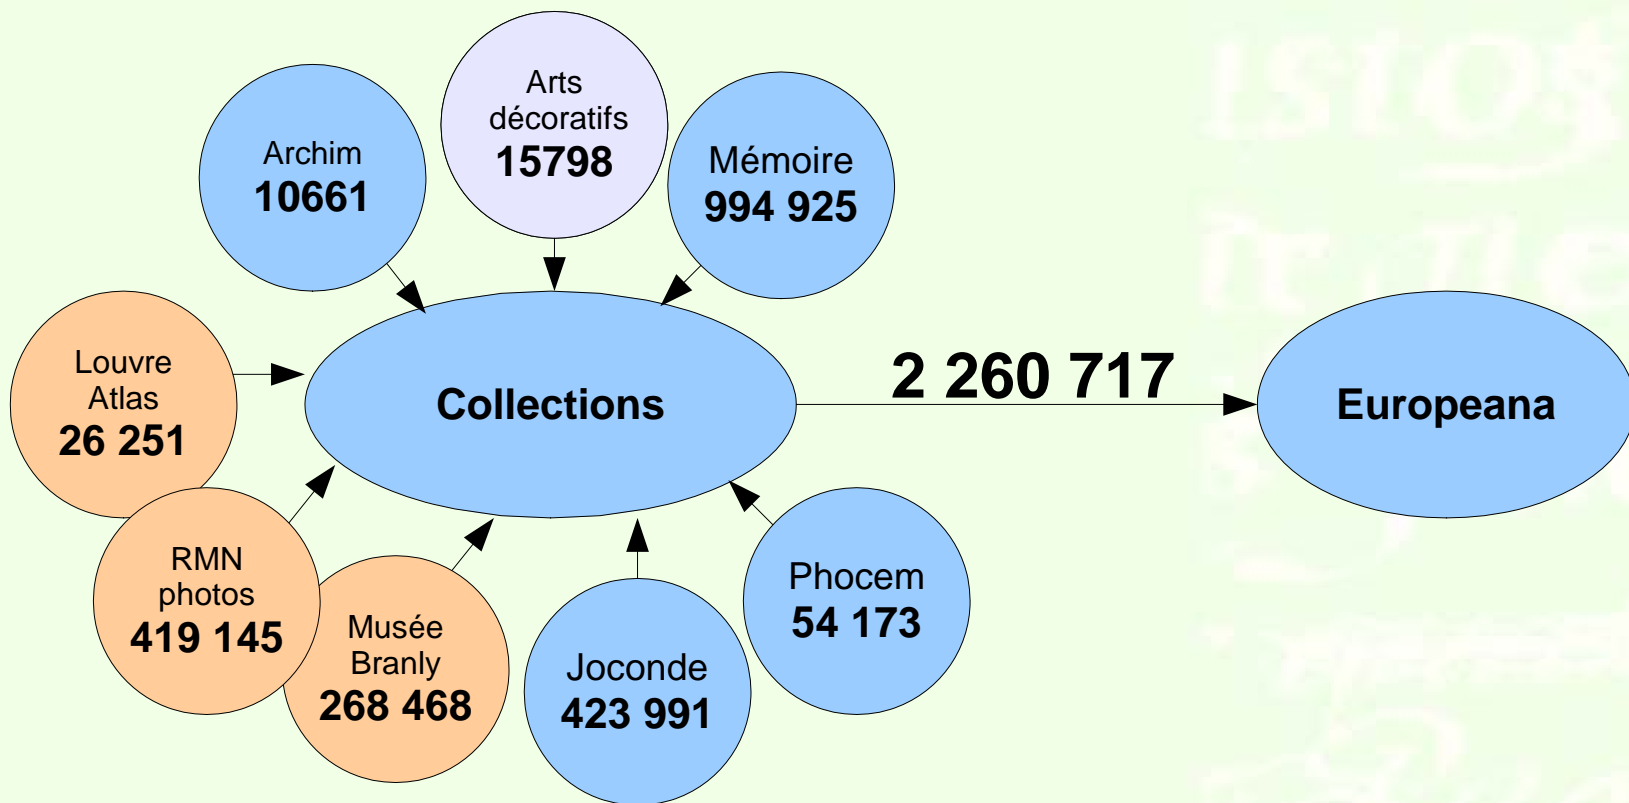 Arts
décoratifs
15798
Archim
10661
Mémoire
994 925
Louvre
Atlas
26 251
Collections
2 260 717
Europeana
RMN
photos
419 145
Musée
Branly
268 468
Joconde
423 991
Phocem
54 173